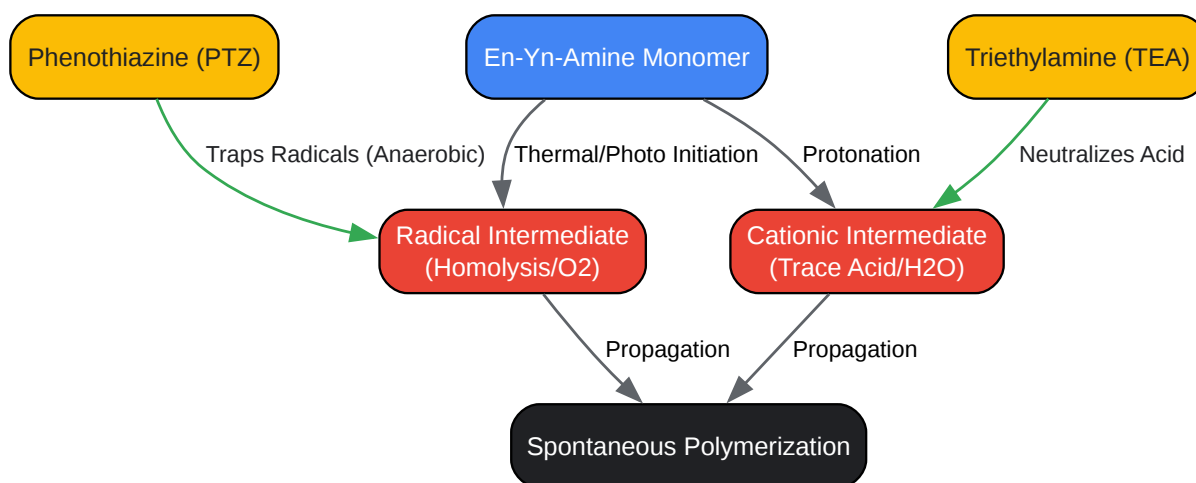 Phenothiazine (PTZ)
En-Yn-Amine Monomer
Triethylamine (TEA)
Traps Radicals (Anaerobic)
Thermal/Photo Initiation
Protonation
Neutralizes Acid
Radical Intermediate
(Homolysis/O2)
Cationic Intermediate
(Trace Acid/H2O)
Propagation
Propagation
Spontaneous Polymerization